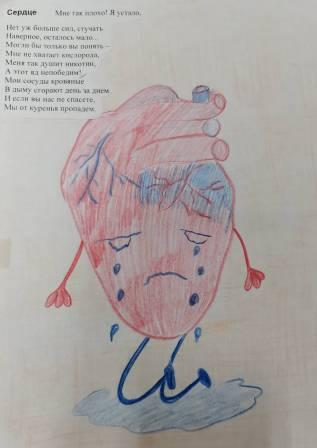 Сердце Мне так плохо! Я устало,
Нет уж больше сил, стучать
Наверное, осталось мало...
Могли бы только вы понять –
Мне не хватает кислорода,
Меня так душит никотин,
А этот яд непобедим!
Мои сосуды кровяные
В дыму сгорают день за днем.
И если вы нас не спасете,
Мы от куренья пропадем.